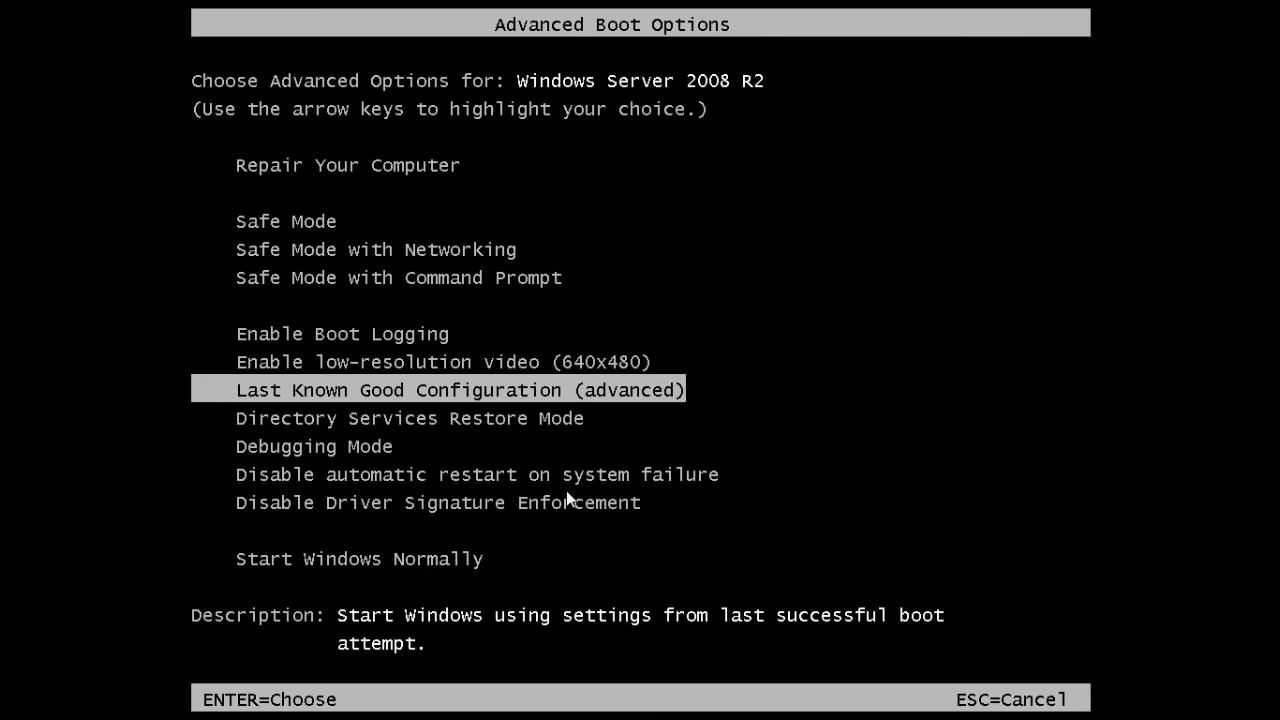 Advanced Boot Options
Choose Advanced Options for: Windows Server 2008 R2
(Use the arrow keys to highlight your choice.)
Repair Your Computer
Safe Mode
Safe Mode with Networking
Safe Mode with Command Prompt
Enable Boot Logging
Enable low-resolution video (640x480)
Last Known Good Configuration (advanced)
Directory Services Restore Mode
Debugging Mode
Disable automatic restart on system failure
Disable Driver Signature Enforcement
Start Windows Normally
Description: Start Windows using settings from last successful boot
attempt.
ENTER=Choose ESC=Cancel